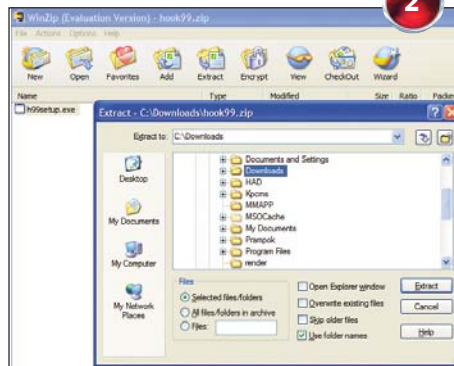 2
WinZip (Evaluation Version) - hook99.zip
File Actions Options Help
New Open Favorites Add Extract Encrypt View CheckOut Wizard
Name Type Modified Size Ratio Packed
h99setup.exe
Extract - C:\Downloads\hook99.zip
Extract to: C:\Downloads
Desktop
My Documents
My Computer
My Network Places
Documents and Settings
Downloads
HAD
Kpcms
MMAPP
MSOCache
My Documents
Prampok
Program Files
render
Files
Selected files/folders
All files/folders in archive
Files:
Open Explorer window
Overwrite existing files
Skip older files
Use folder names
Extract
Cancel
Help